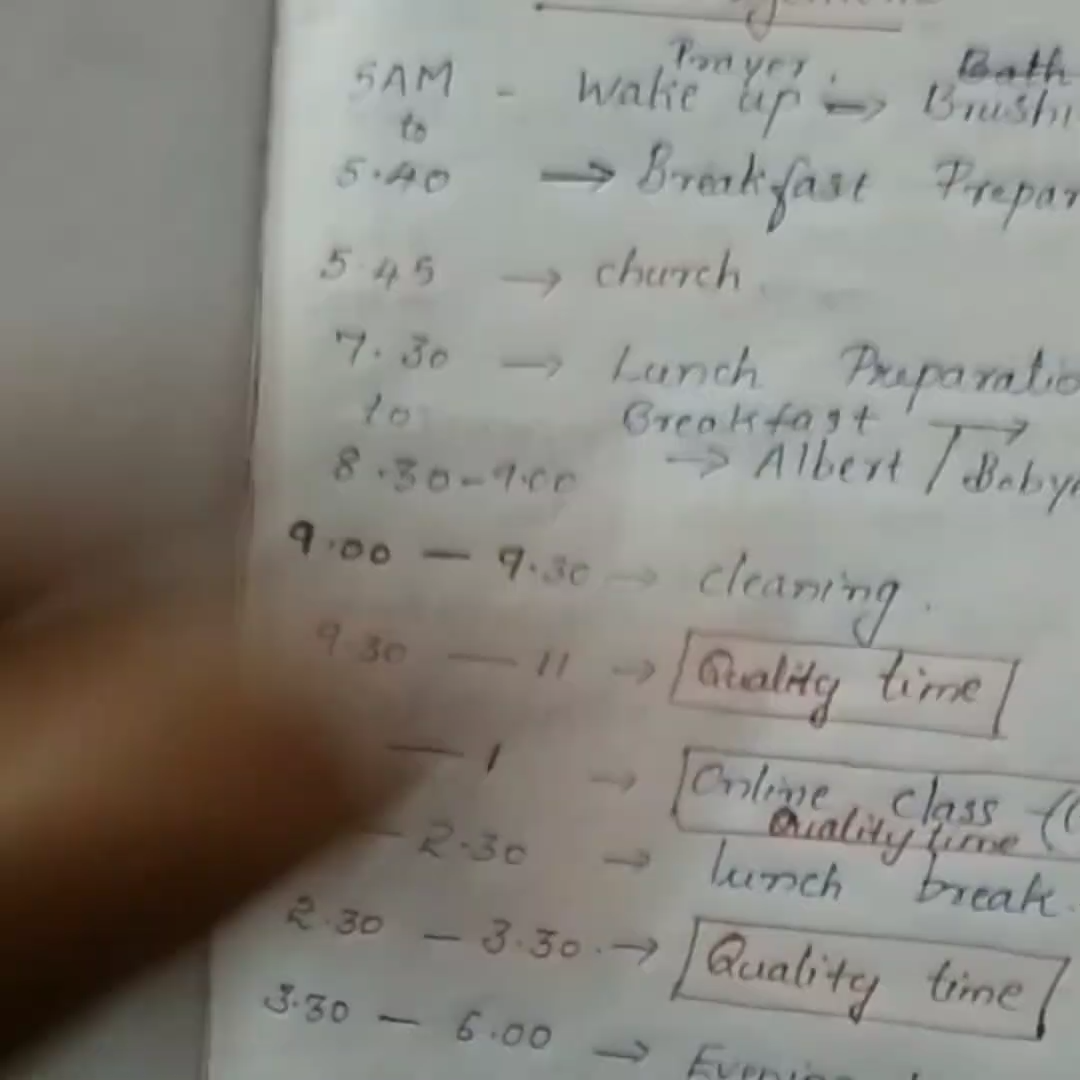 Prayer. Bath
5AM - Wake up → Brushi
to
5.40 → Breakfast Prepar
5.45 → church
7.30 → Lunch Preparatio
to Breakfast →
8.30-9.00 → Albert / Babye
9.00 — 9.30 → cleaning.
9.30 — 11 → Quality time
— 1 → Online class (
Quality time
- 2.30 → lunch break.
2.30 - 3.30. → Quality time
3.30 - 6.00 → Evening